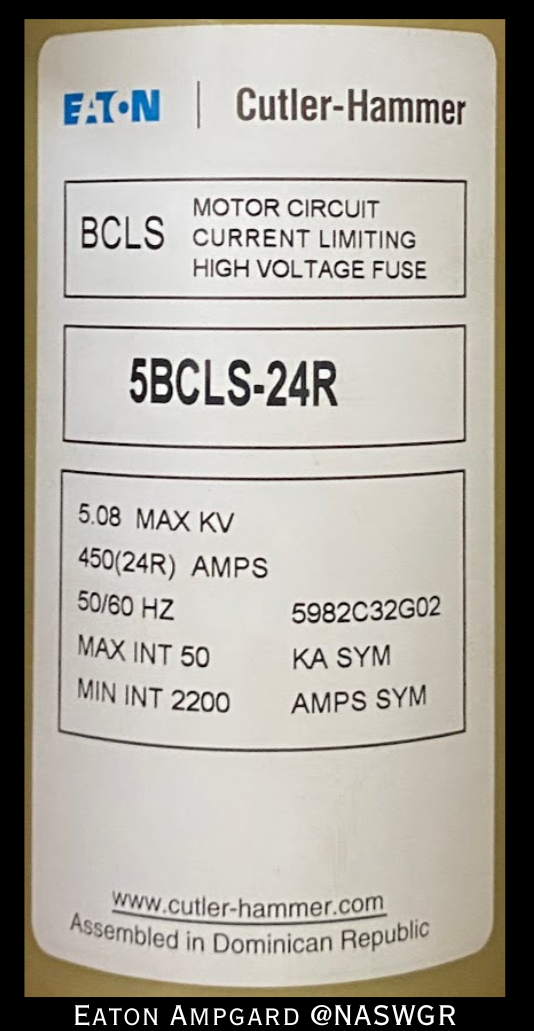 EATON | Cutler-Hammer
BCLS
MOTOR CIRCUIT
CURRENT LIMITING
HIGH VOLTAGE FUSE
5BCLS-24R
5.08 MAX KV
450(24R) AMPS
50/60 HZ 5982C32G02
MAX INT 50 KA SYM
MIN INT 2200 AMPS SYM
www.cutler-hammer.com
Assembled in Dominican Republic
EATON AMPGARD @NASWGR